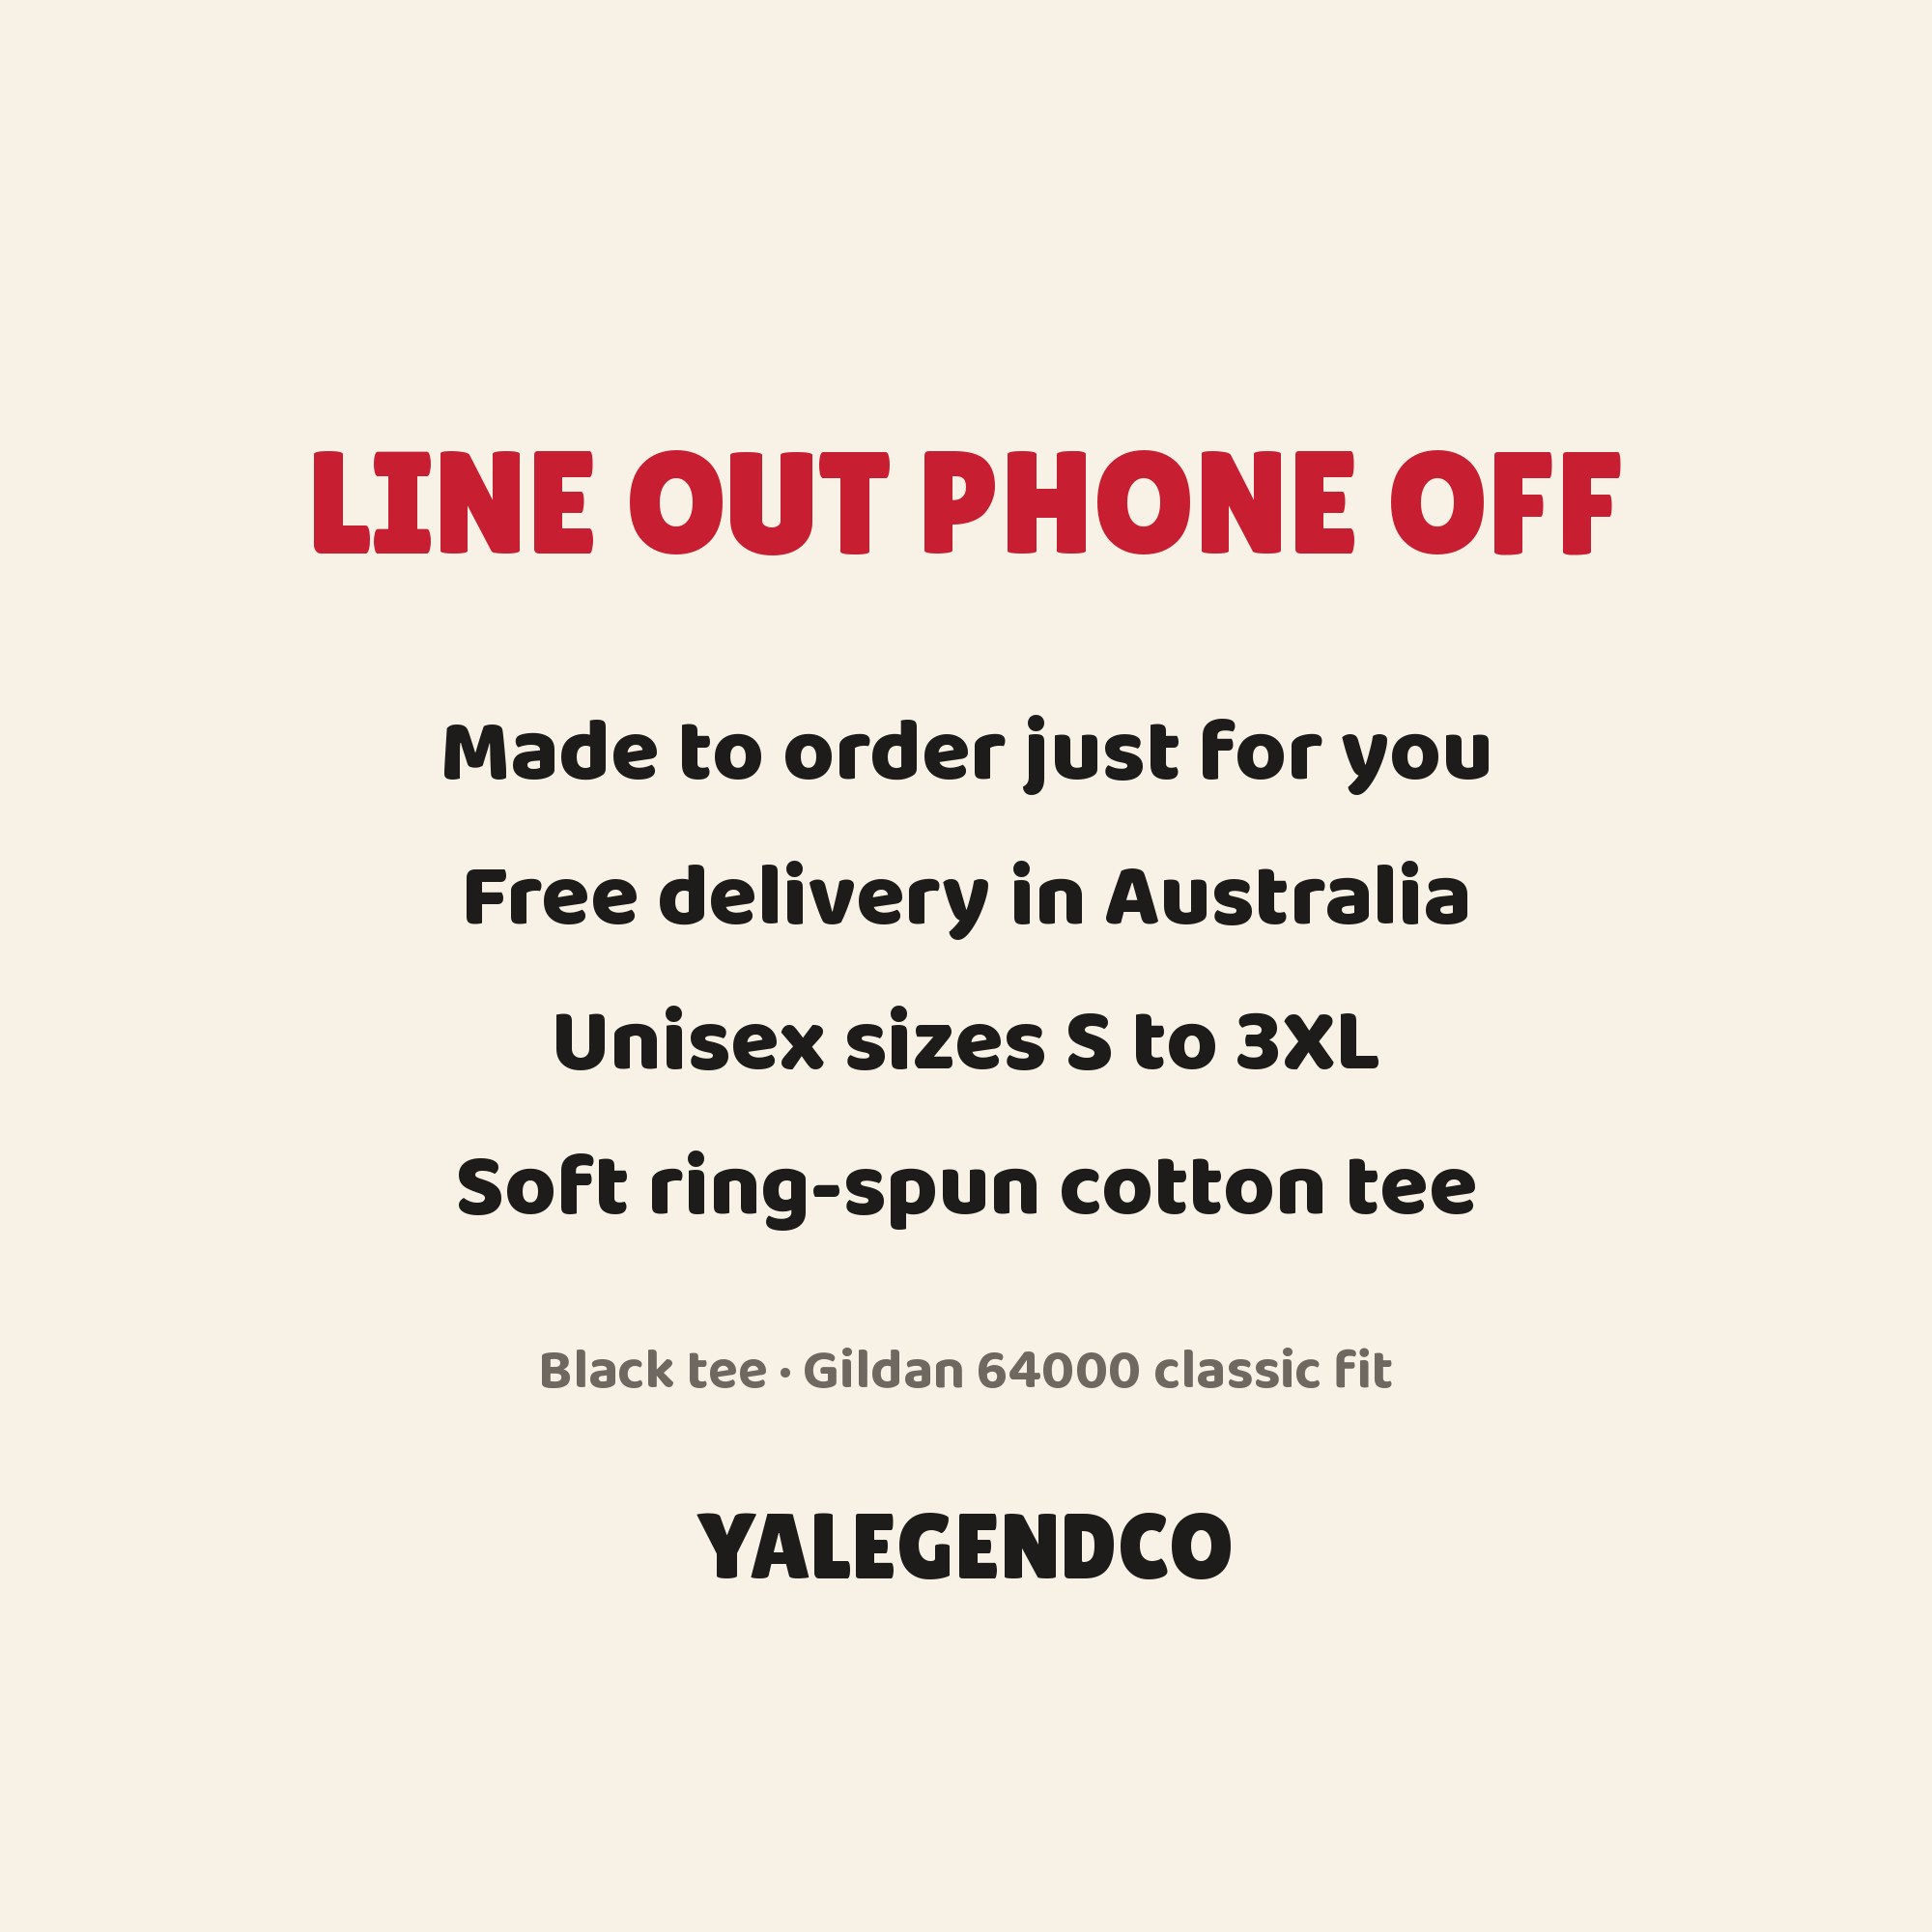 LINE OUT PHONE OFF
Made to order just for you
Free delivery in Australia
Unisex sizes S to 3XL
Soft ring-spun cotton tee
Black tee · Gildan 64000 classic fit
YALEGENDCO